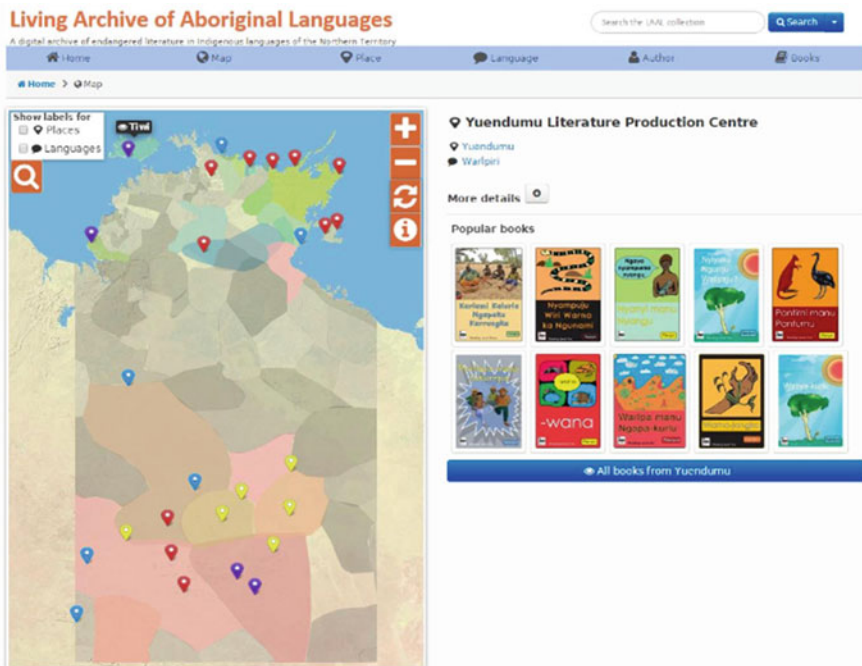 Living Archive of Aboriginal Languages
A digital archive of endangered literature in Indigenous languages of the Northern Territory
Search the LAAL collection
Search
Home
Map
Place
Language
Author
Books
Home > Map
Show labels for
Places
Languages
Tiwi
Yuendumu Literature Production Centre
Yuendumu
Warlpiri
More details
Popular books
Nyampuju
Wiri Warna
ka Ngunami
Pantirni manu
Pantumu
-wana
Warlpa manu
Ngapa-kurlu
All books from Yuendumu